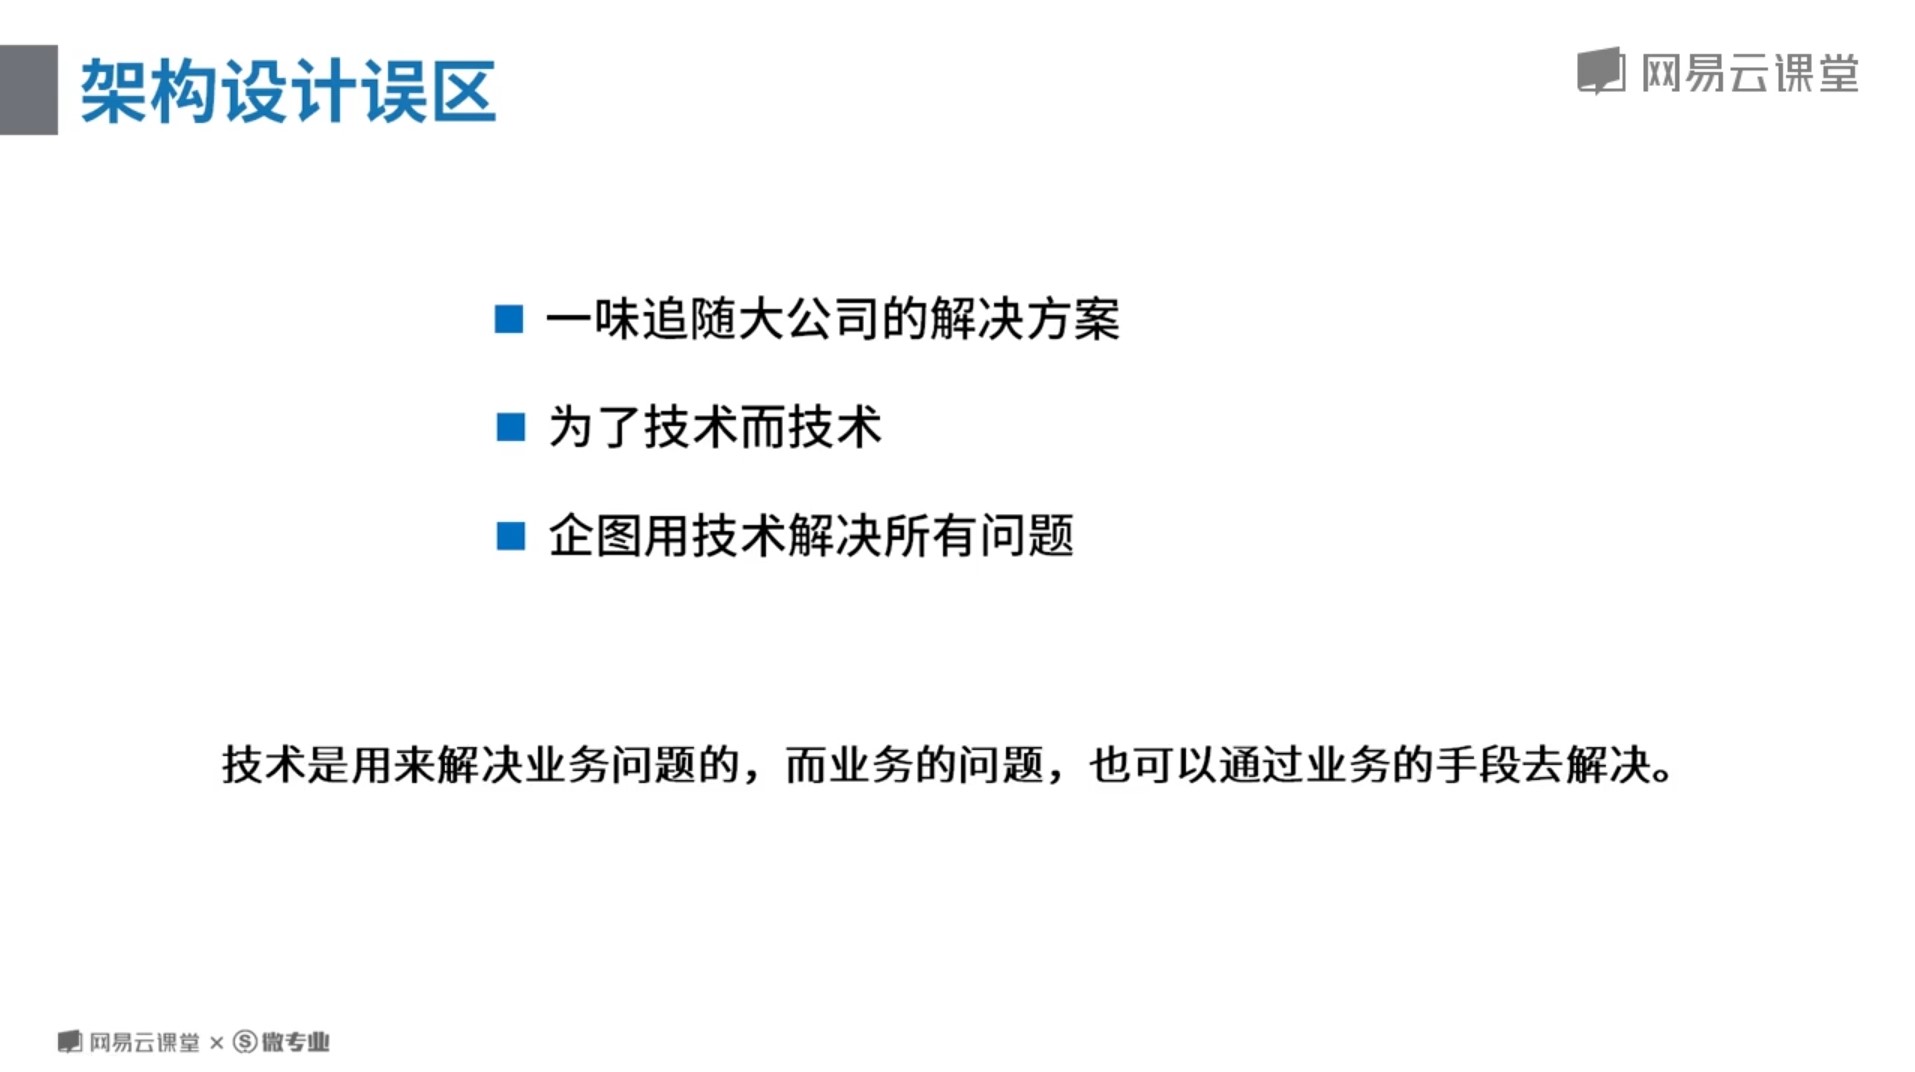 架构设计误区
网易云课堂
一味追随大公司的解决方案
为了技术而技术
企图用技术解决所有问题
技术是用来解决业务问题的，而业务的问题，也可以通过业务的手段去解决。
网易云课堂 × Ⓢ微专业